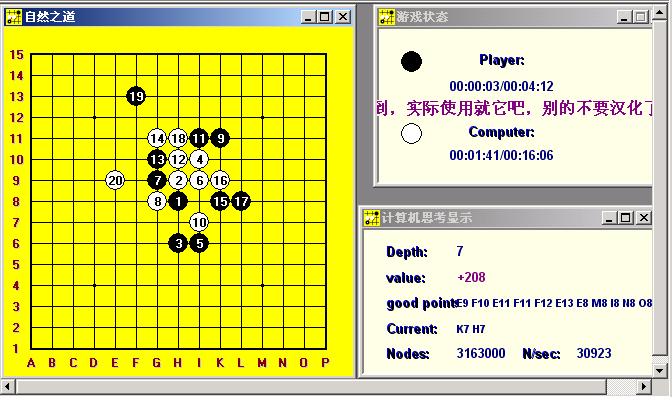 自然之道
15
14
13
12
11
10
9
8
7
6
5
4
3
2
1
A B C D E F G H I J K L M N O P
19
14 18 11 9
13 12 4
20 7 2 6 16
8 1 15 17
10
3 5
游戏状态
Player:
00:00:03/00:04:12
到，实际使用就它吧，别的不要汉化了
Computer:
00:01:41/00:16:06
计算机思考显示
Depth: 7
value: +208
good points E9 F10 E11 F11 F12 E13 E8 M8 I8 N8 O8
Current: K7 H7
Nodes: 3163000 N/sec: 30923